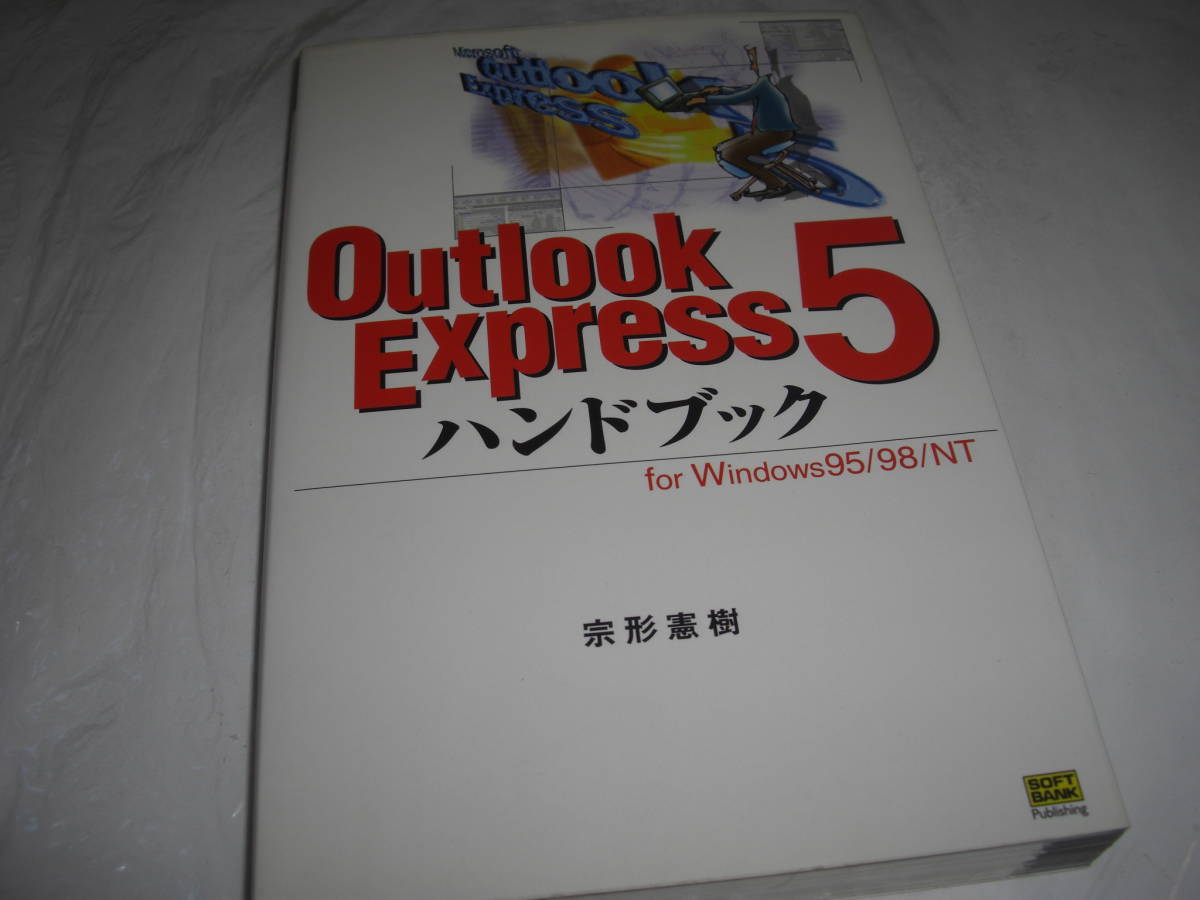 Microsoft
Outlook
Express
Outlook
Express 5
ハンドブック
for Windows95/98/NT
宗形憲樹
SOFT
BANK
Publishing